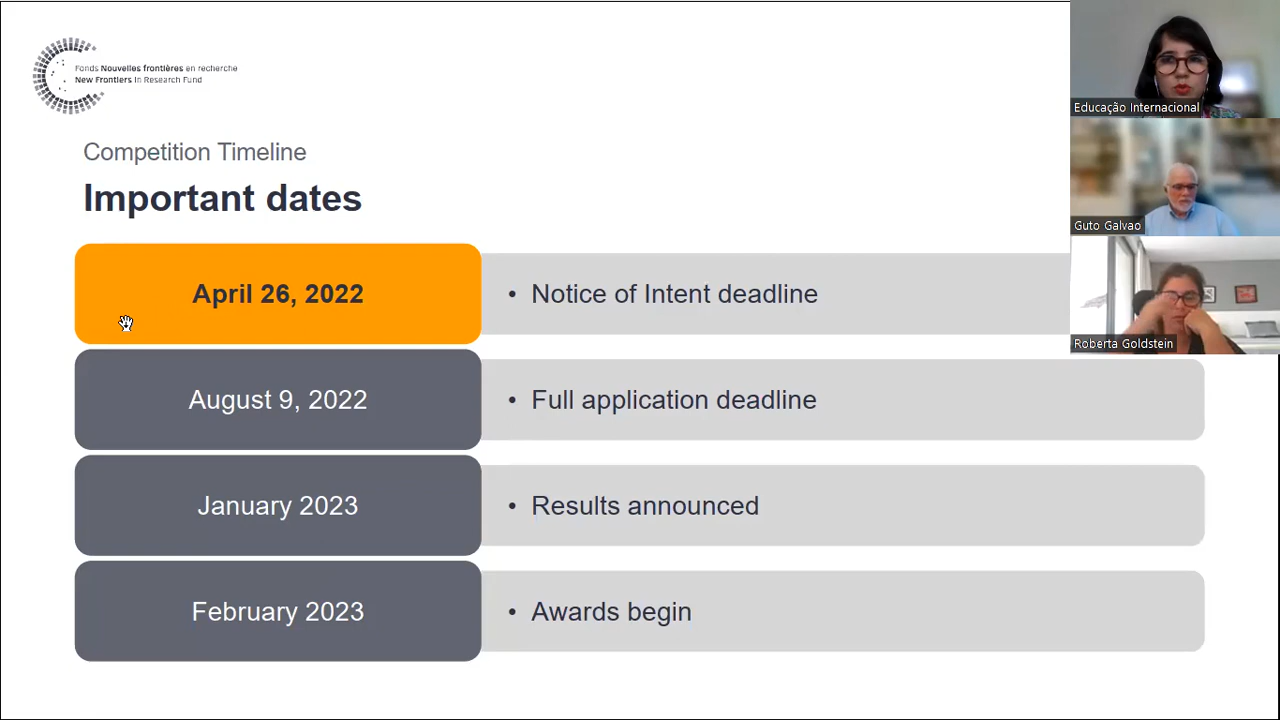 Fonds Nouvelles frontières en recherche
New Frontiers in Research Fund
Competition Timeline
Important dates
April 26, 2022
• Notice of Intent deadline
August 9, 2022
• Full application deadline
January 2023
• Results announced
February 2023
• Awards begin
Educação Internacional
Guto Galvao
Roberta Goldstein